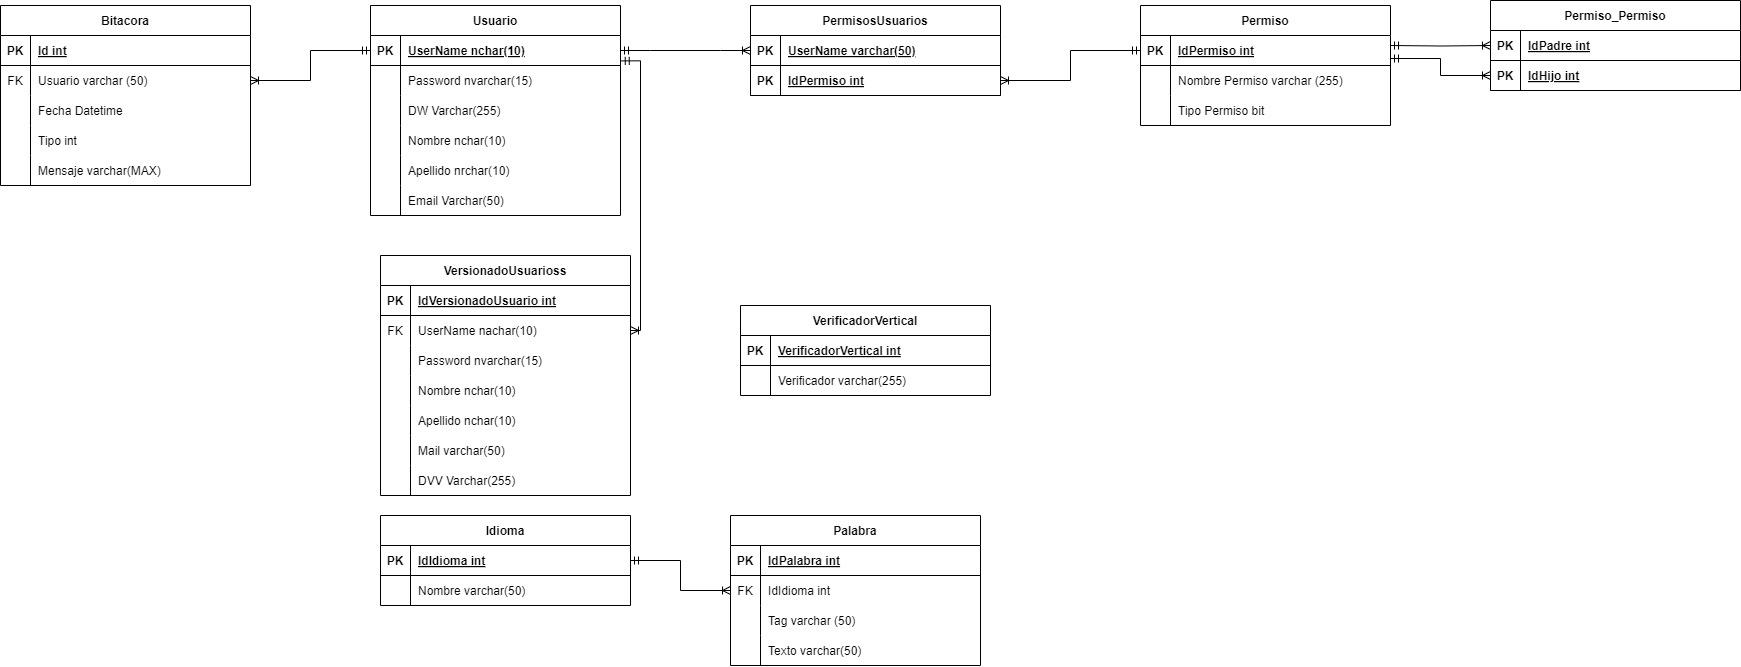 Bitacora
PK Id int
FK Usuario varchar (50)
Fecha Datetime
Tipo int
Mensaje varchar(MAX)
Usuario
PK UserName nchar(10)
Password nvarchar(15)
DW Varchar(255)
Nombre nchar(10)
Apellido nrchar(10)
Email Varchar(50)
PermisosUsuarios
PK UserName varchar(50)
PK IdPermiso int
Permiso
PK IdPermiso int
Nombre Permiso varchar (255)
Tipo Permiso bit
Permiso_Permiso
PK IdPadre int
PK IdHijo int
VersionadoUsuarioss
PK IdVersionadoUsuario int
FK UserName nachar(10)
Password nvarchar(15)
Nombre nchar(10)
Apellido nchar(10)
Mail varchar(50)
DVV Varchar(255)
VerificadorVertical
PK VerificadorVertical int
Verificador varchar(255)
Idioma
PK IdIdioma int
Nombre varchar(50)
Palabra
PK IdPalabra int
FK IdIdioma int
Tag varchar (50)
Texto varchar(50)